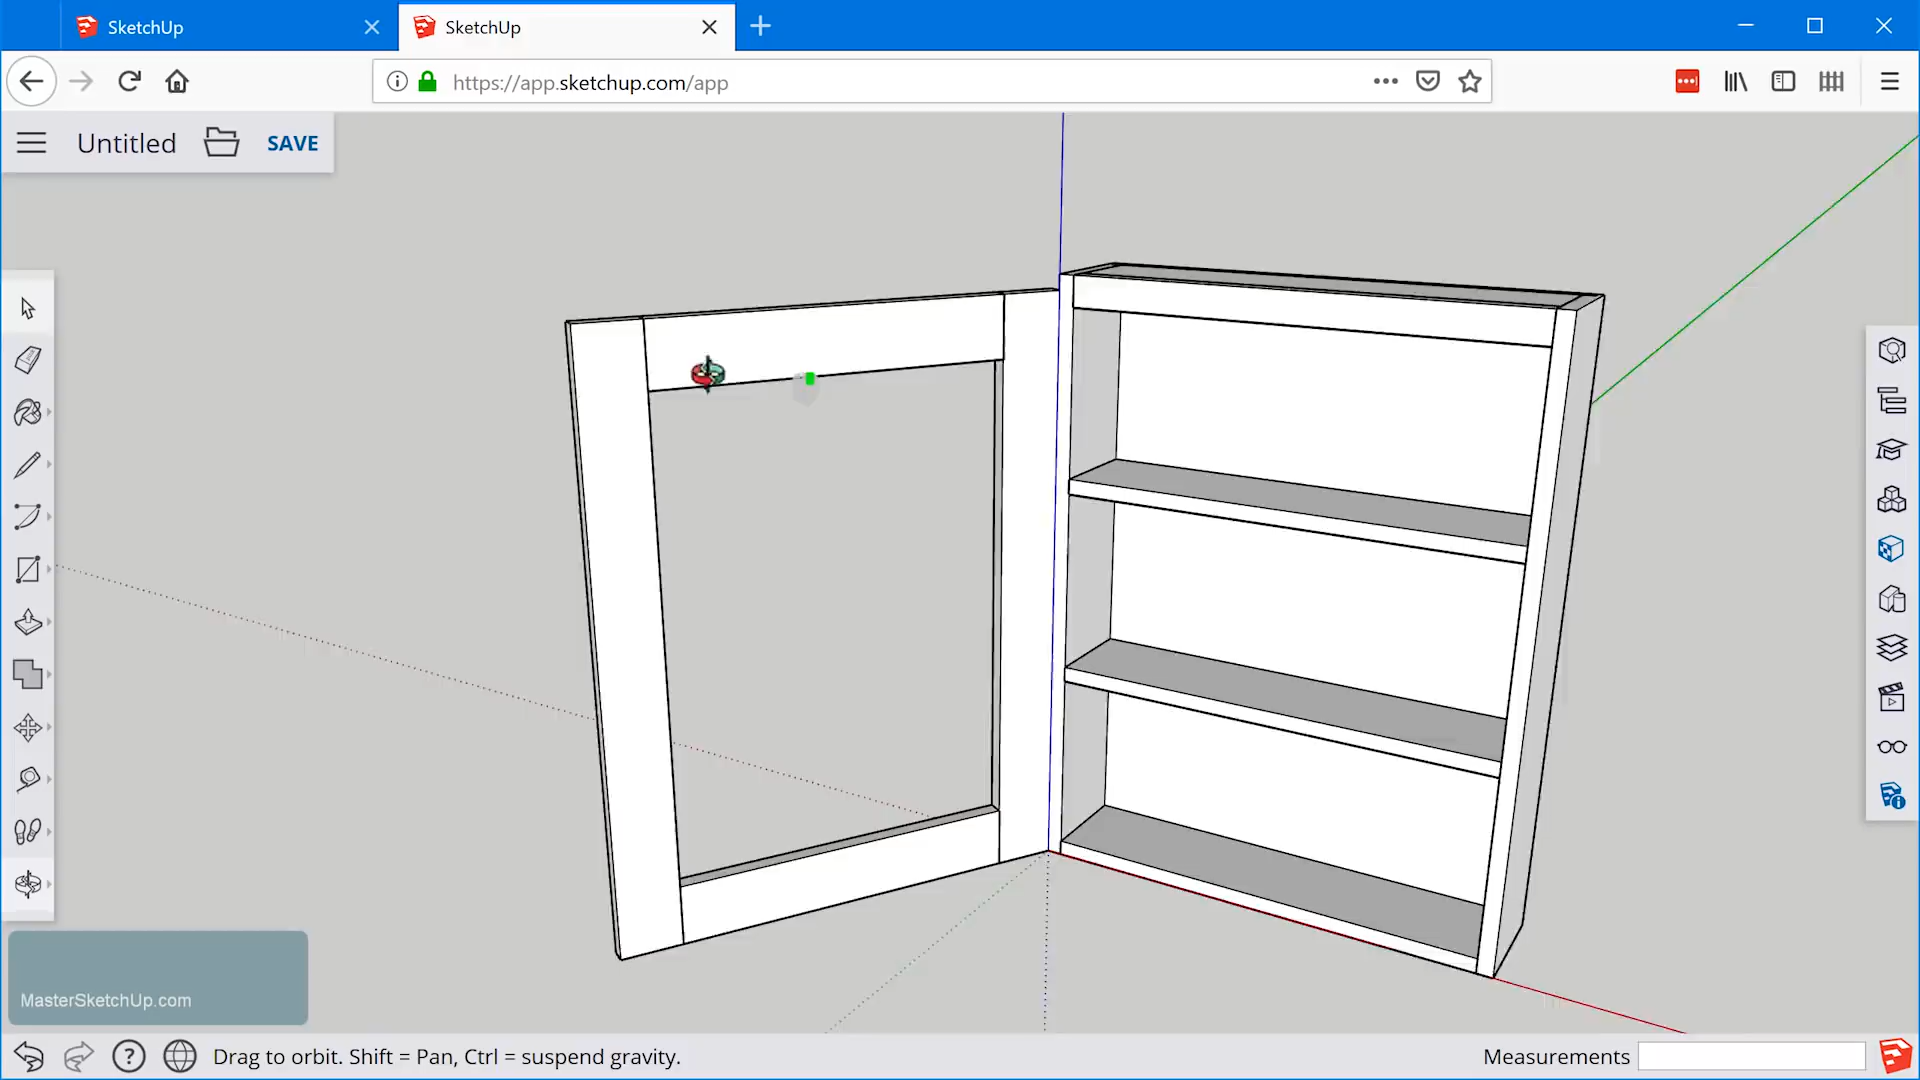 SketchUp
SketchUp
https://app.sketchup.com/app
Untitled
SAVE
MasterSketchUp.com
Drag to orbit. Shift = Pan, Ctrl = suspend gravity.
Measurements